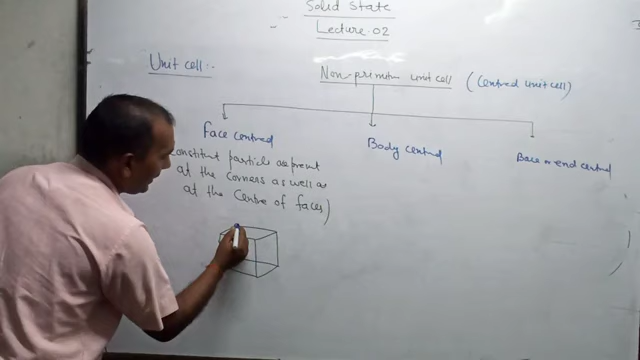 Solid State
Lecture-02
Unit cell :-
Non-primitive unit cell (Centred unit cell)
Face centred
Body centred
Base or end centred
constituent particles are present
at the corners as well as
at the Centre of faces)